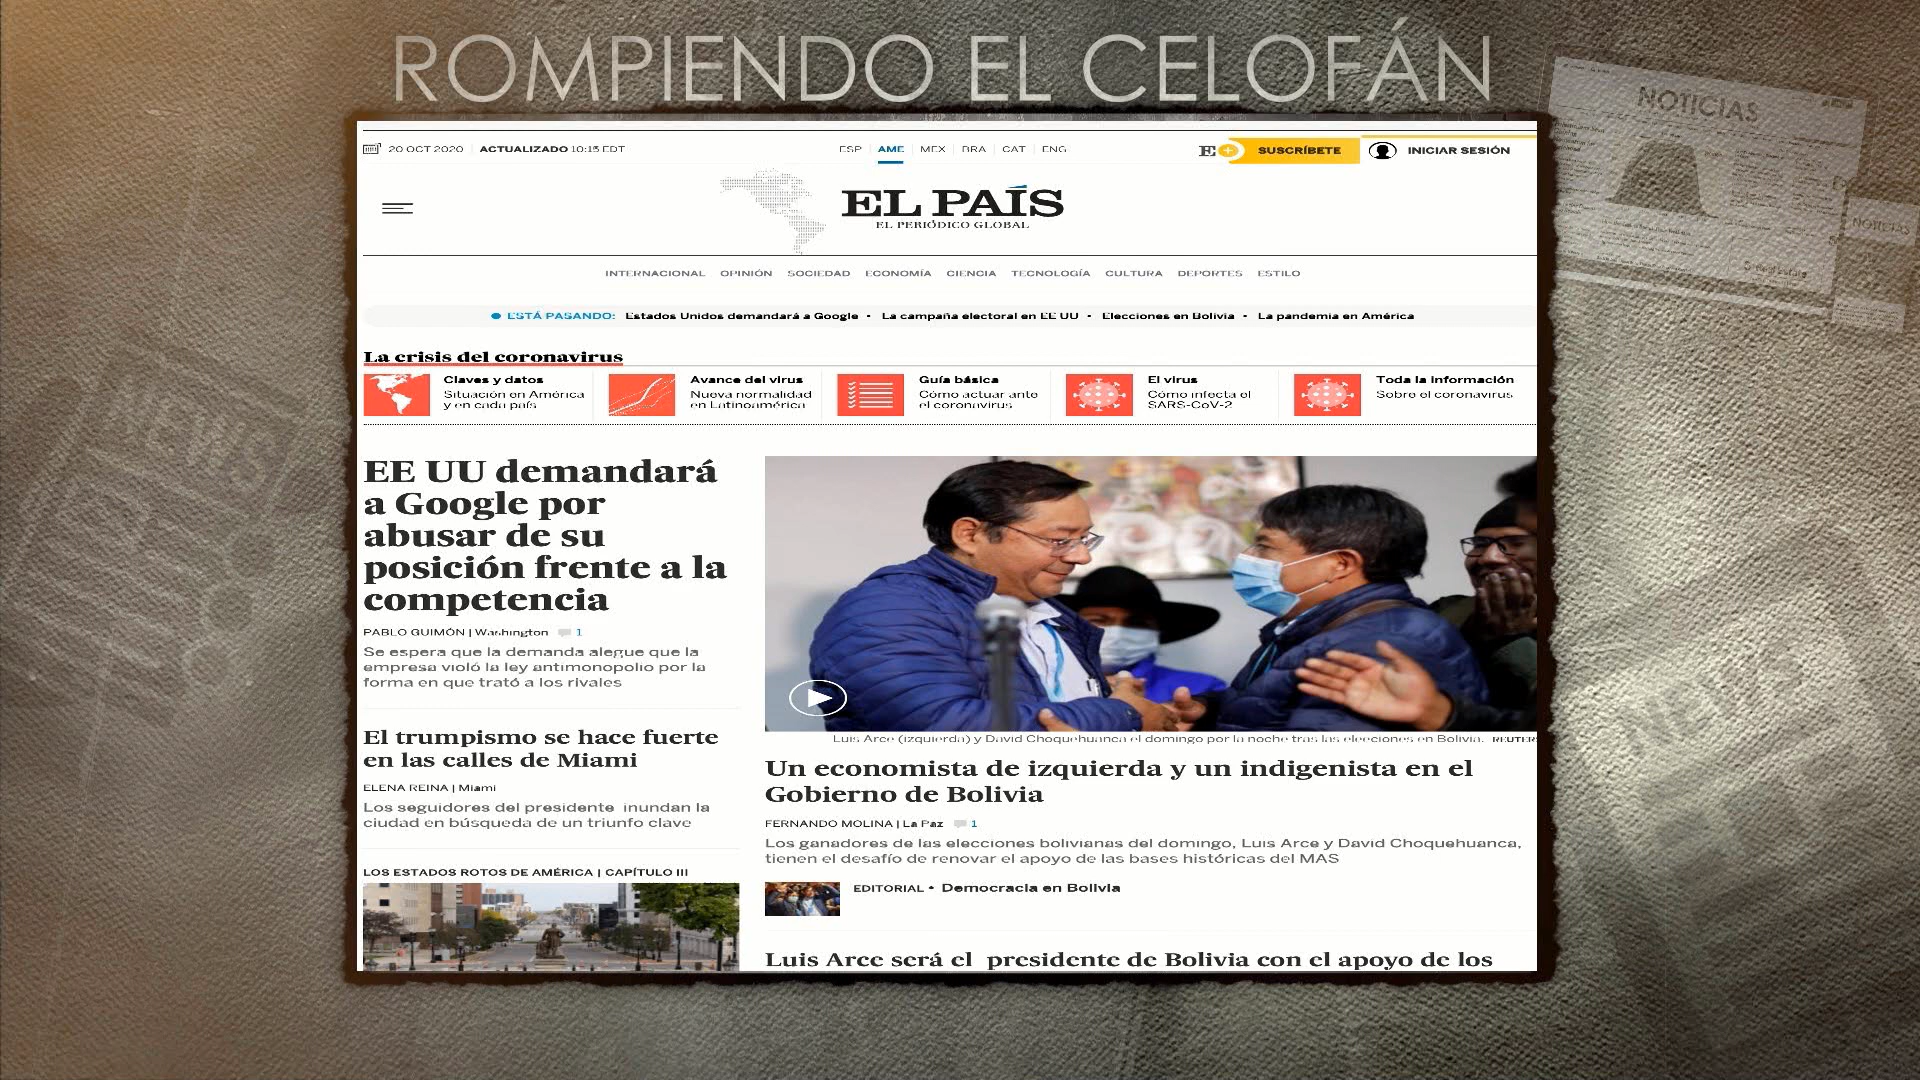 ROMPIENDO EL CELOFÁN
NOTICIAS
NOTICIAS
20 OCT 2020 | ACTUALIZADO 10:15 EDT
ESP | AME | MEX | BRA | CAT | ENG
E+ SUSCRÍBETE
INICIAR SESIÓN
EL PAÍS
EL PERIÓDICO GLOBAL
INTERNACIONAL OPINIÓN SOCIEDAD ECONOMÍA CIENCIA TECNOLOGÍA CULTURA DEPORTES ESTILO
ESTÁ PASANDO: Estados Unidos demandará a Google • La campaña electoral en EE UU • Elecciones en Bolivia • La pandemia en América
La crisis del coronavirus
Claves y datos
Situación en América
y en cada país
Avance del virus
Nueva normalidad
en Latinoamérica
Guía básica
Cómo actuar ante
el coronavirus
El virus
Cómo infecta el
SARS-CoV-2
Toda la información
Sobre el coronavirus
EE UU demandará
a Google por
abusar de su
posición frente a la
competencia
PABLO GUIMÓN | Washington 1
Se espera que la demanda alegue que la
empresa violó la ley antimonopolio por la
forma en que trató a los rivales
El trumpismo se hace fuerte
en las calles de Miami
ELENA REINA | Miami
Los seguidores del presidente inundan la
ciudad en búsqueda de un triunfo clave
LOS ESTADOS ROTOS DE AMÉRICA | CAPÍTULO III
Luis Arce (izquierda) y David Choquehuanca el domingo por la noche tras las elecciones en Bolivia. REUTERS
Un economista de izquierda y un indigenista en el
Gobierno de Bolivia
FERNANDO MOLINA | La Paz 1
Los ganadores de las elecciones bolivianas del domingo, Luis Arce y David Choquehuanca,
tienen el desafío de renovar el apoyo de las bases históricas del MAS
EDITORIAL • Democracia en Bolivia
Luis Arce será el presidente de Bolivia con el apoyo de los